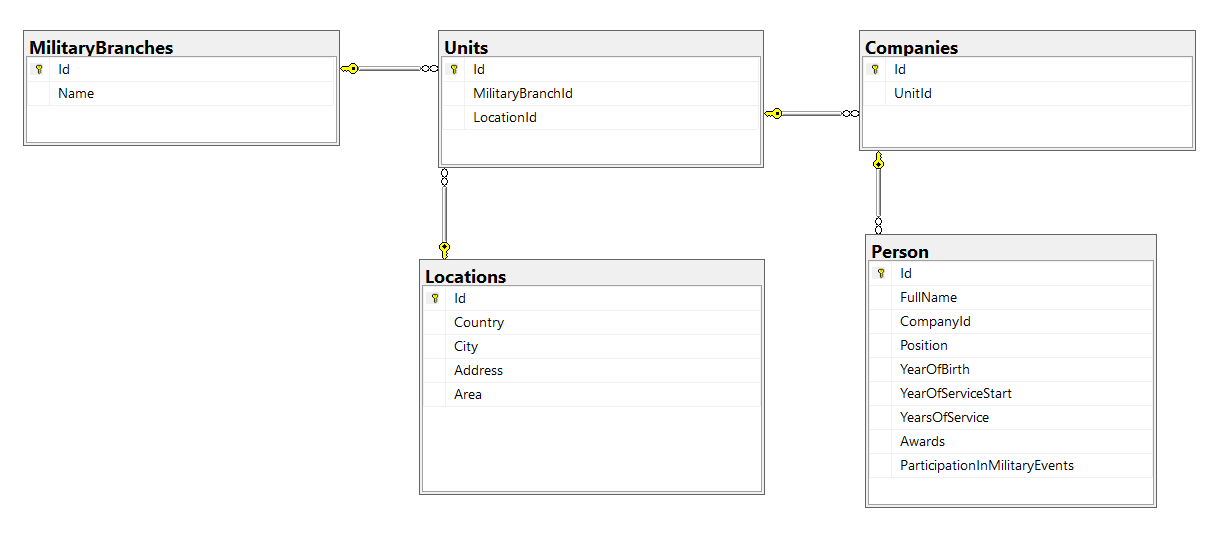 MilitaryBranches
Id
Name
Units
Id
MilitaryBranchId
LocationId
Companies
Id
UnitId
Locations
Id
Country
City
Address
Area
Person
Id
FullName
CompanyId
Position
YearOfBirth
YearOfServiceStart
YearsOfService
Awards
ParticipationInMilitaryEvents